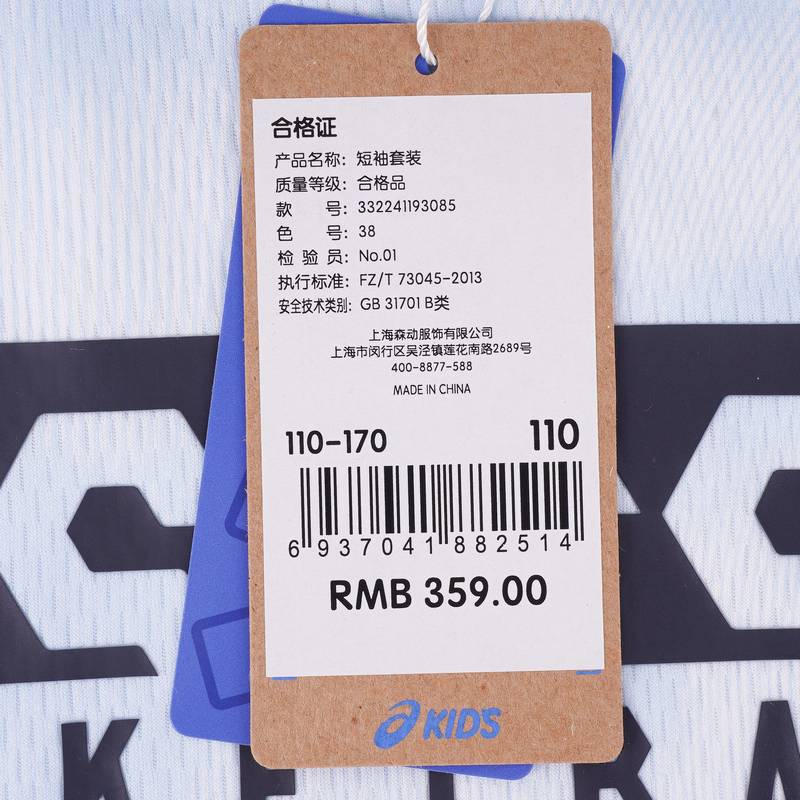 合格证
产品名称：短袖套装
质量等级：合格品
款 号：332241193085
色 号：38
检 验 员：No.01
执行标准：FZ/T 73045-2013
安全技术类别：GB 31701 B类
上海森动服饰有限公司
上海市闵行区吴泾镇莲花南路2689号
400-8877-588
MADE IN CHINA
110-170 110
6 937041 882514
RMB 359.00
KIDS